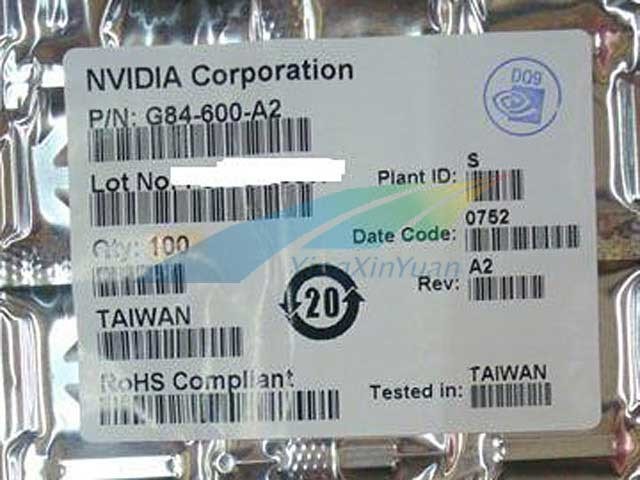 NVIDIA Corporation
D09
P/N: G84-600-A2
Lot No.
Plant ID: S
Qty: 100
Date Code: 0752
XingXinYuan
Rev: A2
20
TAIWAN
RoHS Compliant
Tested in: TAIWAN